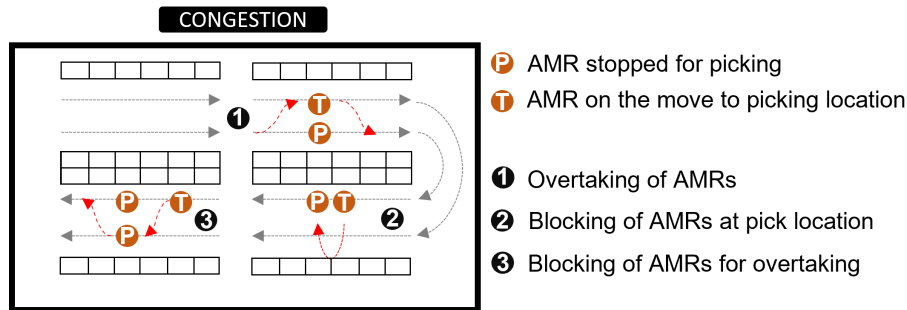 CONGESTION
P AMR stopped for picking
T AMR on the move to picking location
1 Overtaking of AMRs
2 Blocking of AMRs at pick location
3 Blocking of AMRs for overtaking
T
1
P
P T P T
3 2
P